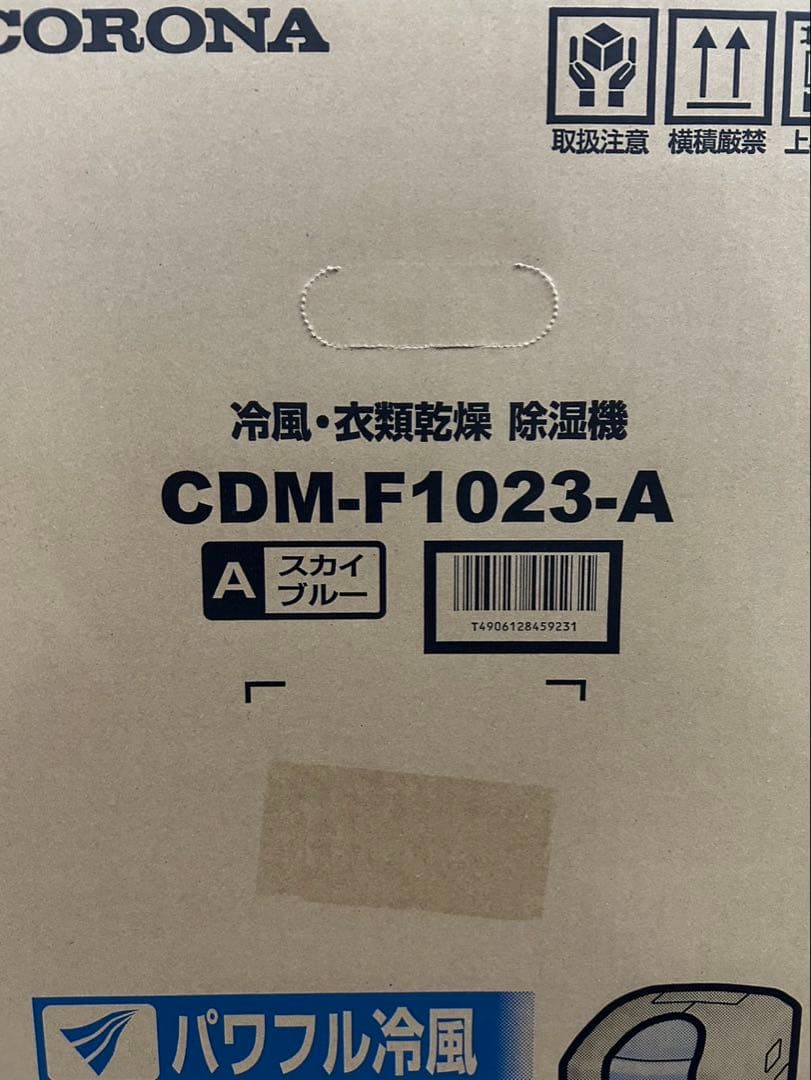 CORONA
取扱注意 横積厳禁 上
冷風・衣類乾燥 除湿機
CDM-F1023-A
A スカイ
ブルー
T4906128459231
パワフル冷風